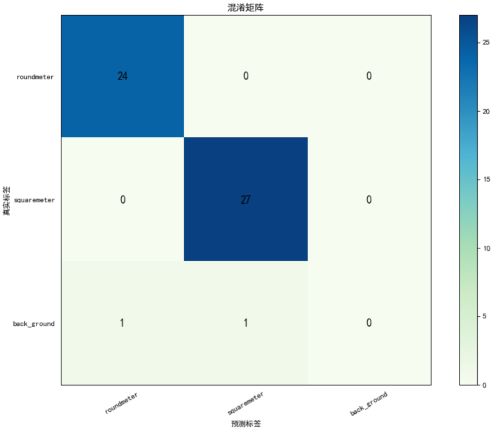 混淆矩阵
roundmeter
24
0
0
squaremeter
0
27
0
back_ground
1
1
0
真实标签
roundmeter
squaremeter
back_ground
预测标签
25
20
15
10
5
0